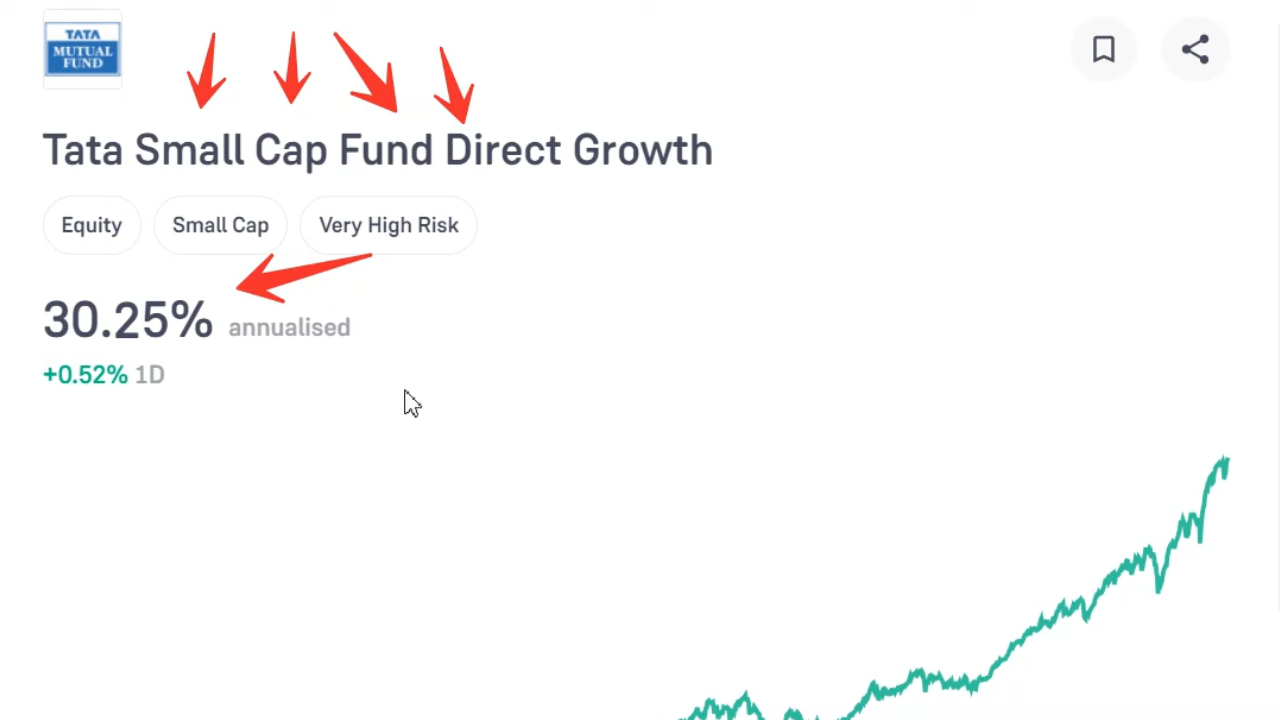 TATA
MUTUAL
FUND
Tata Small Cap Fund Direct Growth
Equity
Small Cap
Very High Risk
30.25% annualised
+0.52% 1D